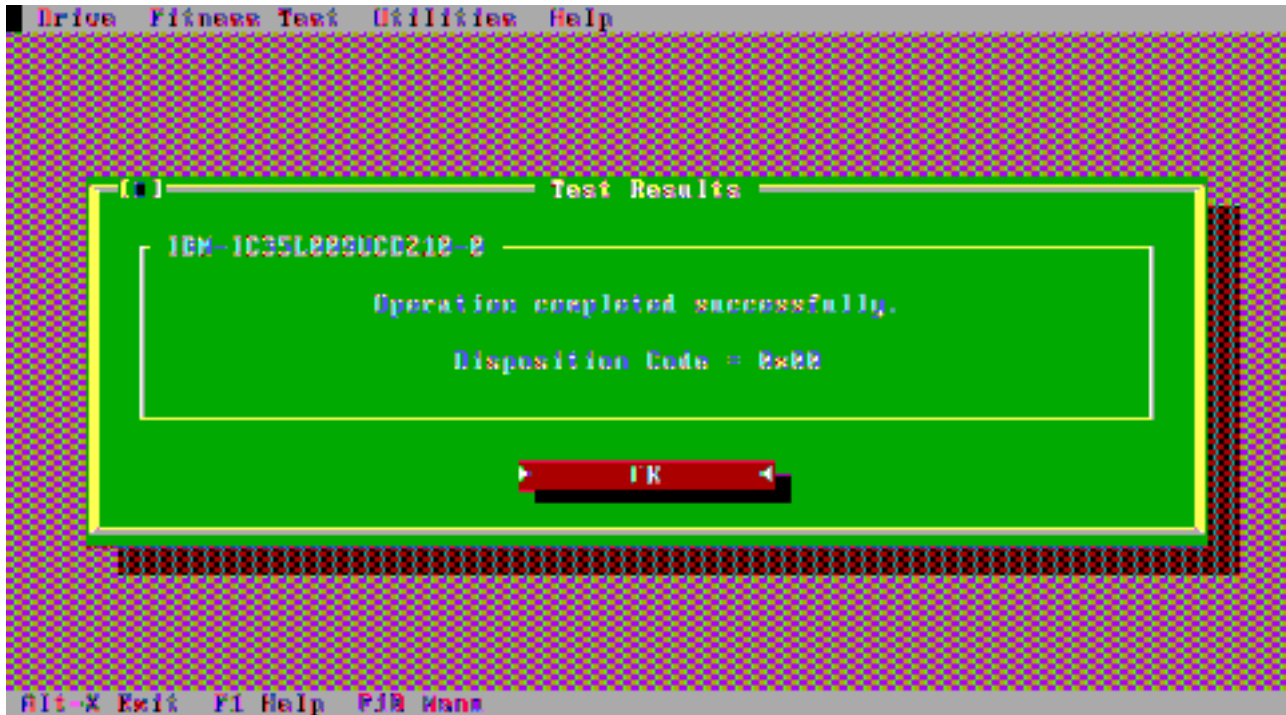 Drive Fitness Test Utilities Help
Test Results
IBM-IC35L009UCD210-0
Operation completed successfully.
Disposition Code = 0x00
OK
Alt-X Exit F1 Help F10 Menu